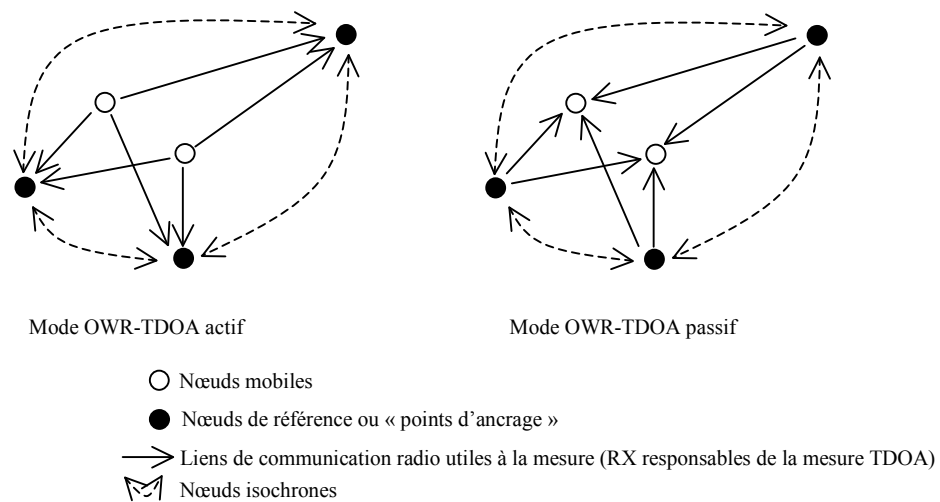 Mode OWR-TDOA actif
Mode OWR-TDOA passif
Nœuds mobiles
Nœuds de référence ou « points d’ancrage »
Liens de communication radio utiles à la mesure (RX responsables de la mesure TDOA)
Nœuds isochrones